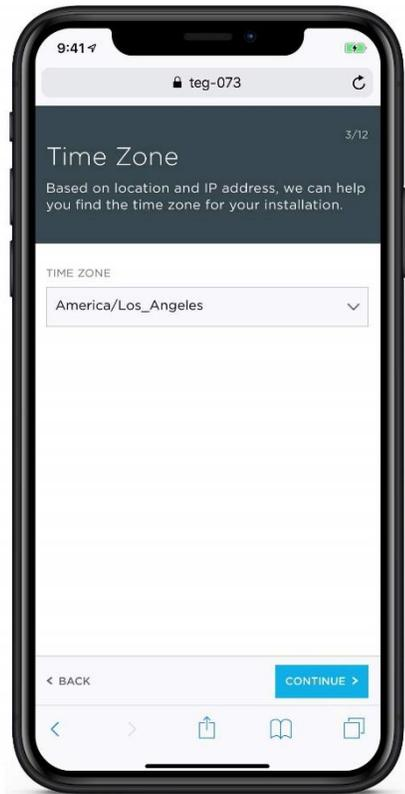 9:41
teg-073
3/12
Time Zone
Based on location and IP address, we can help
you find the time zone for your installation.
TIME ZONE
America/Los_Angeles
< BACK
CONTINUE >